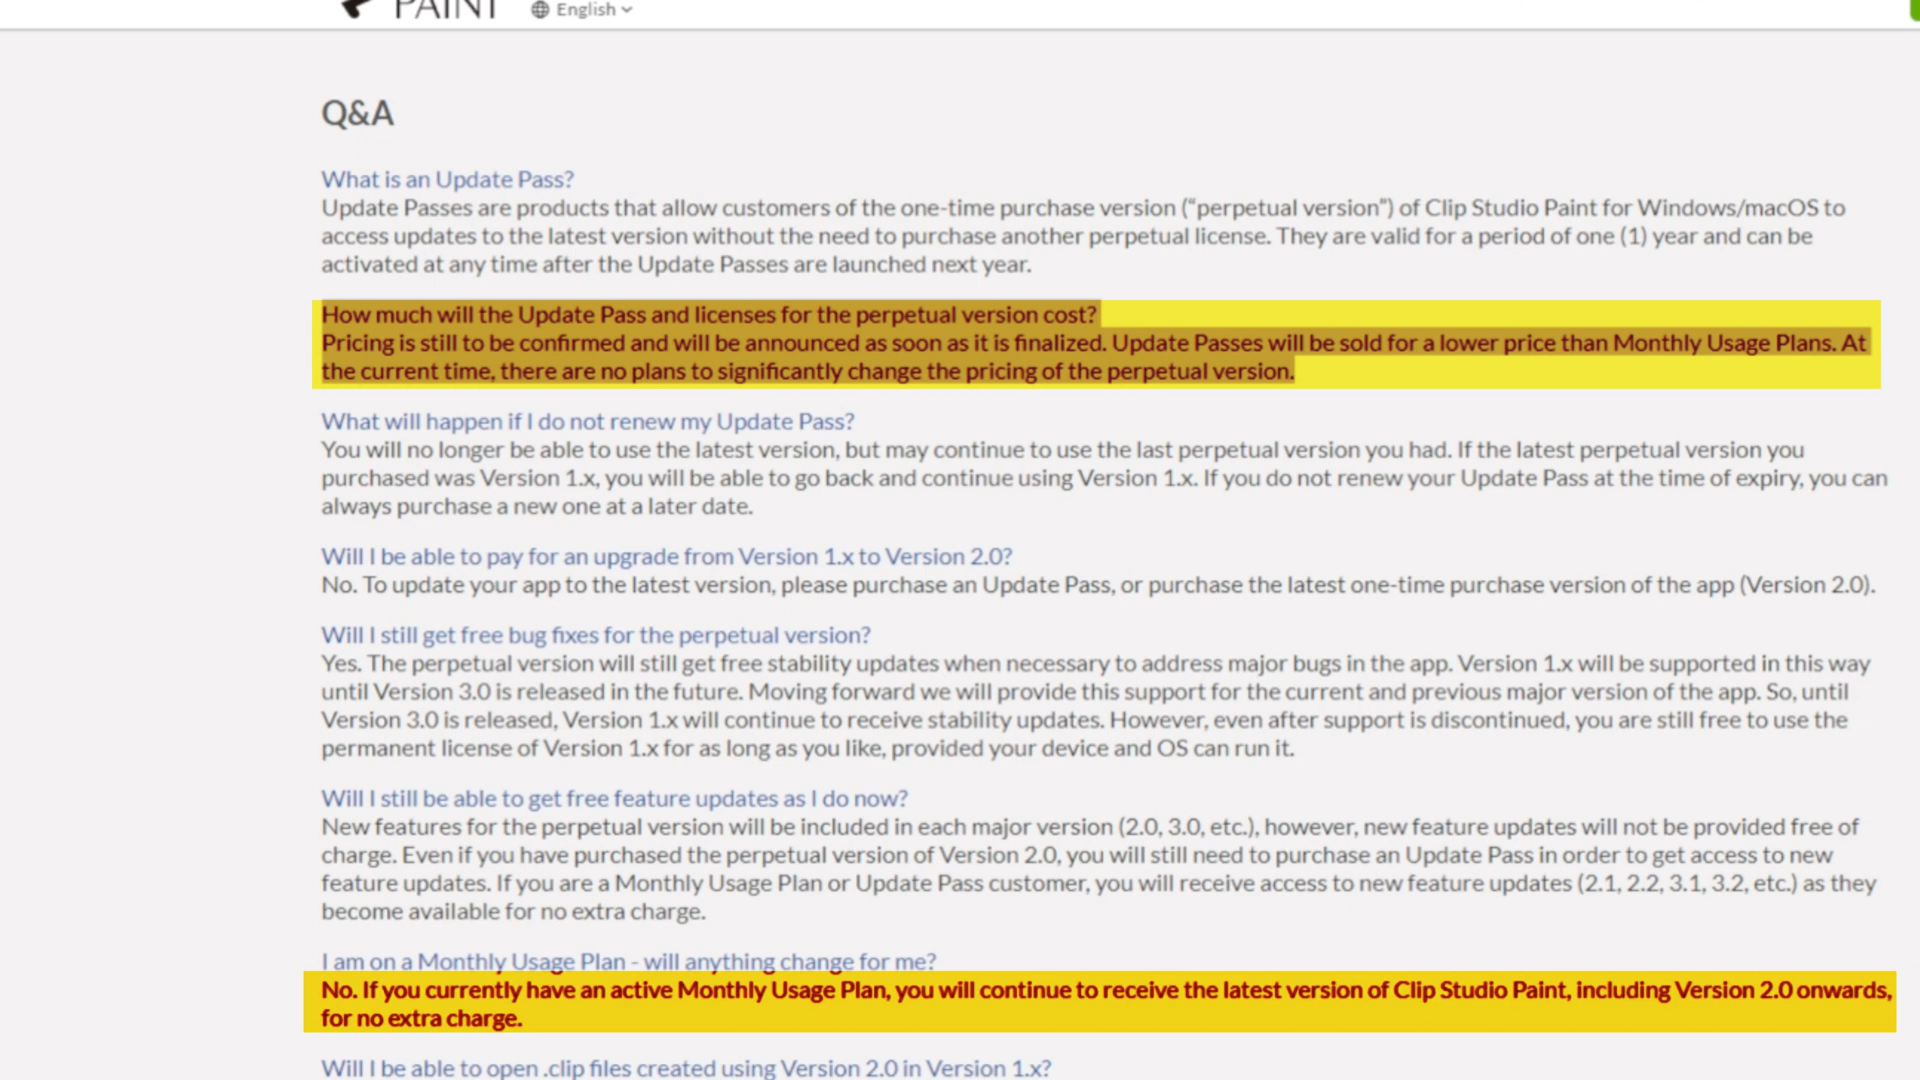 PAINT English
Q&A
What is an Update Pass?
Update Passes are products that allow customers of the one-time purchase version (“perpetual version”) of Clip Studio Paint for Windows/macOS to
access updates to the latest version without the need to purchase another perpetual license. They are valid for a period of one (1) year and can be
activated at any time after the Update Passes are launched next year.
How much will the Update Pass and licenses for the perpetual version cost?
Pricing is still to be confirmed and will be announced as soon as it is finalized. Update Passes will be sold for a lower price than Monthly Usage Plans. At
the current time, there are no plans to significantly change the pricing of the perpetual version.
What will happen if I do not renew my Update Pass?
You will no longer be able to use the latest version, but may continue to use the last perpetual version you had. If the latest perpetual version you
purchased was Version 1.x, you will be able to go back and continue using Version 1.x. If you do not renew your Update Pass at the time of expiry, you can
always purchase a new one at a later date.
Will I be able to pay for an upgrade from Version 1.x to Version 2.0?
No. To update your app to the latest version, please purchase an Update Pass, or purchase the latest one-time purchase version of the app (Version 2.0).
Will I still get free bug fixes for the perpetual version?
Yes. The perpetual version will still get free stability updates when necessary to address major bugs in the app. Version 1.x will be supported in this way
until Version 3.0 is released in the future. Moving forward we will provide this support for the current and previous major version of the app. So, until
Version 3.0 is released, Version 1.x will continue to receive stability updates. However, even after support is discontinued, you are still free to use the
permanent license of Version 1.x for as long as you like, provided your device and OS can run it.
Will I still be able to get free feature updates as I do now?
New features for the perpetual version will be included in each major version (2.0, 3.0, etc.), however, new feature updates will not be provided free of
charge. Even if you have purchased the perpetual version of Version 2.0, you will still need to purchase an Update Pass in order to get access to new
feature updates. If you are a Monthly Usage Plan or Update Pass customer, you will receive access to new feature updates (2.1, 2.2, 3.1, 3.2, etc.) as they
become available for no extra charge.
I am on a Monthly Usage Plan - will anything change for me?
No. If you currently have an active Monthly Usage Plan, you will continue to receive the latest version of Clip Studio Paint, including Version 2.0 onwards,
for no extra charge.
Will I be able to open .clip files created using Version 2.0 in Version 1.x?